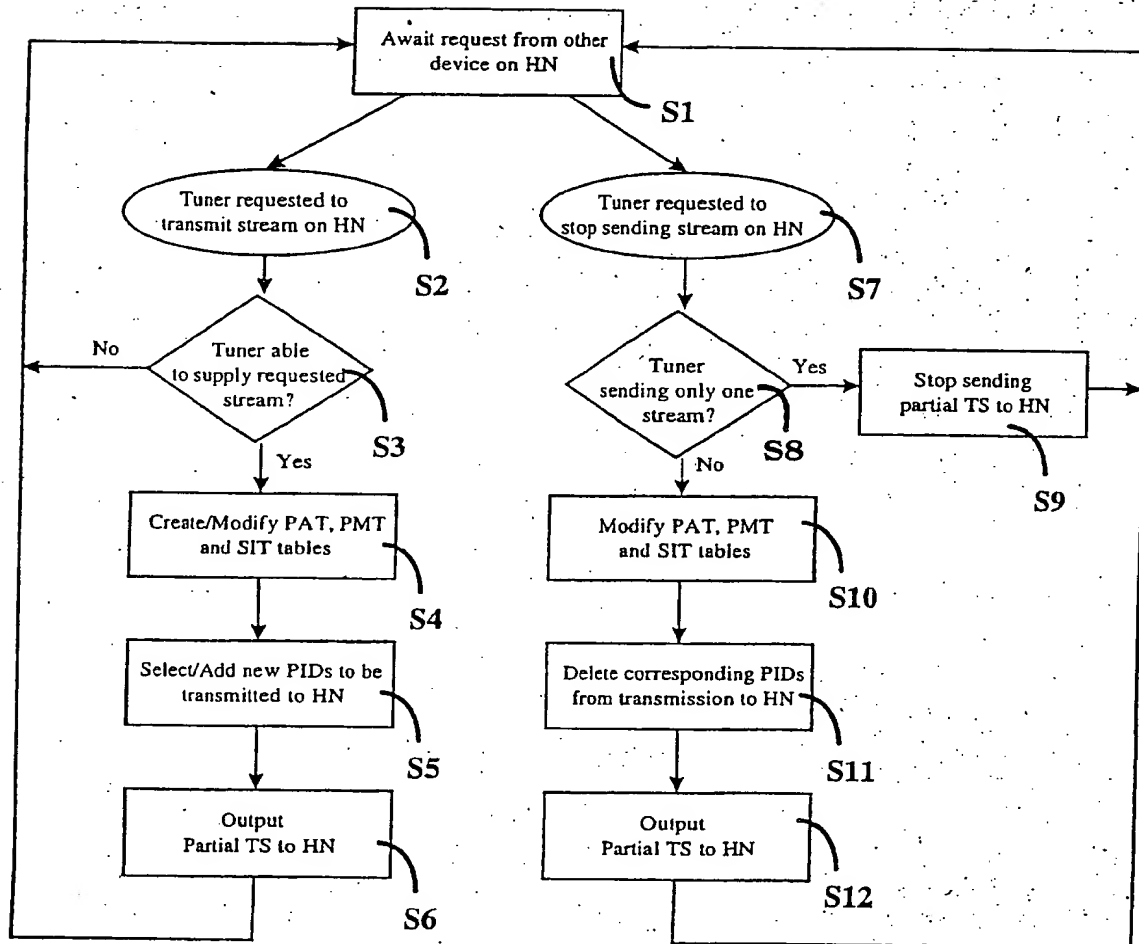 Await request from other
device on HN
S1
Tuner requested to
transmit stream on HN
S2
Tuner requested to
stop sending stream on HN
S7
No
Tuner able
to supply requested
stream?
S3
Yes
Tuner
sending only one
stream?
S8
Yes
Stop sending
partial TS to HN
S9
No
Create/Modify PAT, PMT
and SIT tables
S4
Modify PAT, PMT
and SIT tables
S10
Select/Add new PIDs to be
transmitted to HN
S5
Delete corresponding PIDs
from transmission to HN
S11
Output
Partial TS to HN
S6
Output
Partial TS to HN
S12